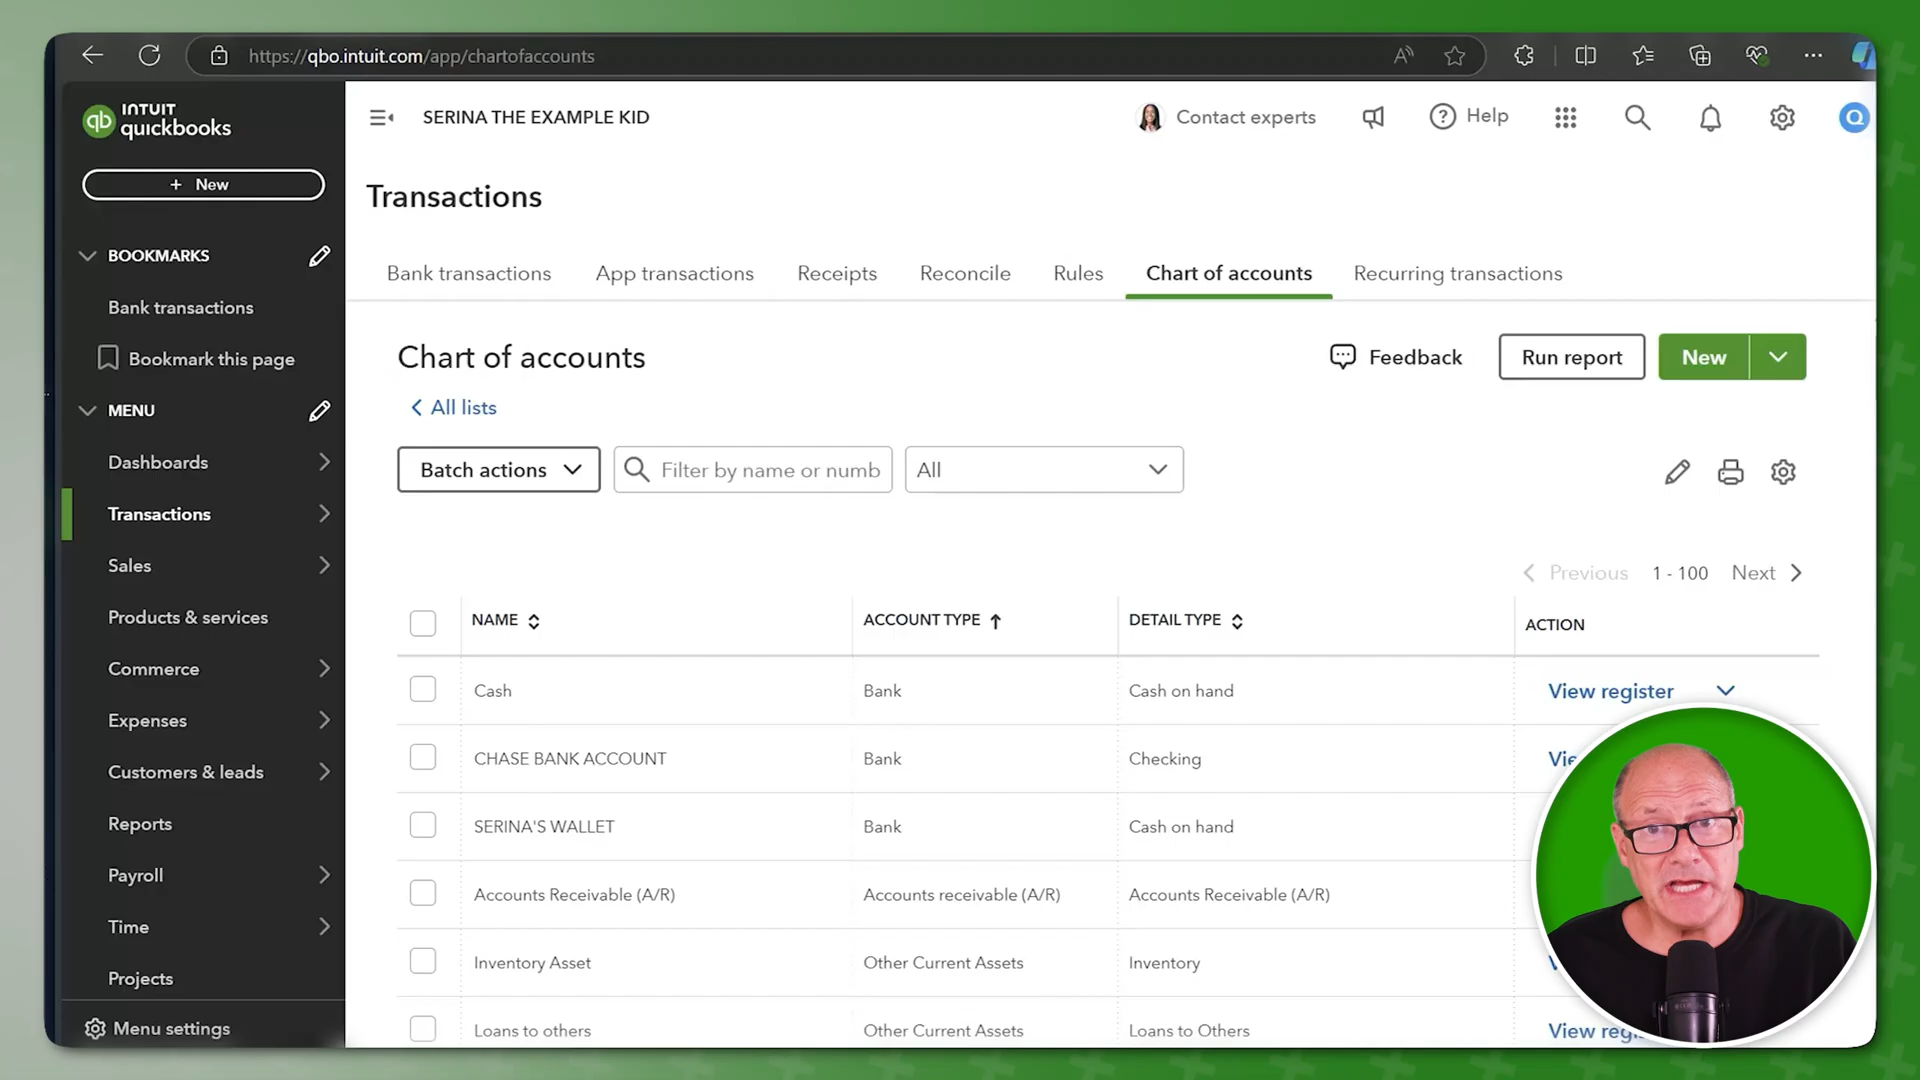 https://qbo.intuit.com/app/chartofaccounts
INTUIT
quickbooks
qb
SERINA THE EXAMPLE KID
Contact experts
Help
Q
+ New
Transactions
BOOKMARKS
Bank transactions
Bookmark this page
MENU
Dashboards
Transactions
Sales
Products & services
Commerce
Expenses
Customers & leads
Reports
Payroll
Time
Projects
Menu settings
Bank transactions App transactions Receipts Reconcile Rules Chart of accounts Recurring transactions
Chart of accounts
Feedback
Run report
New
All lists
Batch actions
Filter by name or numb
All
Previous 1 - 100 Next
NAME ACCOUNT TYPE DETAIL TYPE ACTION
Cash Bank Cash on hand View register
CHASE BANK ACCOUNT Bank Checking Vie
SERINA'S WALLET Bank Cash on hand
Accounts Receivable (A/R) Accounts receivable (A/R) Accounts Receivable (A/R)
Inventory Asset Other Current Assets Inventory
Loans to others Other Current Assets Loans to Others View reg